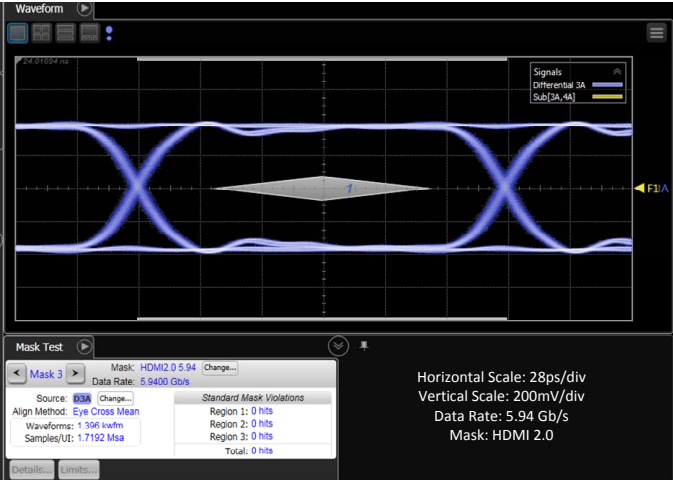 Waveform
24.01694 ns
Signals
Differential 3A
Sub[3A,4A]
1
F1
Mask Test
Mask 3
Mask: HDMI2.0 5.94 Change...
Data Rate: 5.9400 Gb/s
Source: D3A Change...
Align Method: Eye Cross Mean
Waveforms: 1.396 kwfm
Samples/UI: 1.7192 Msa
Standard Mask Violations
Region 1: 0 hits
Region 2: 0 hits
Region 3: 0 hits
Total: 0 hits
Details... Limits...
Horizontal Scale: 28ps/div
Vertical Scale: 200mV/div
Data Rate: 5.94 Gb/s
Mask: HDMI 2.0